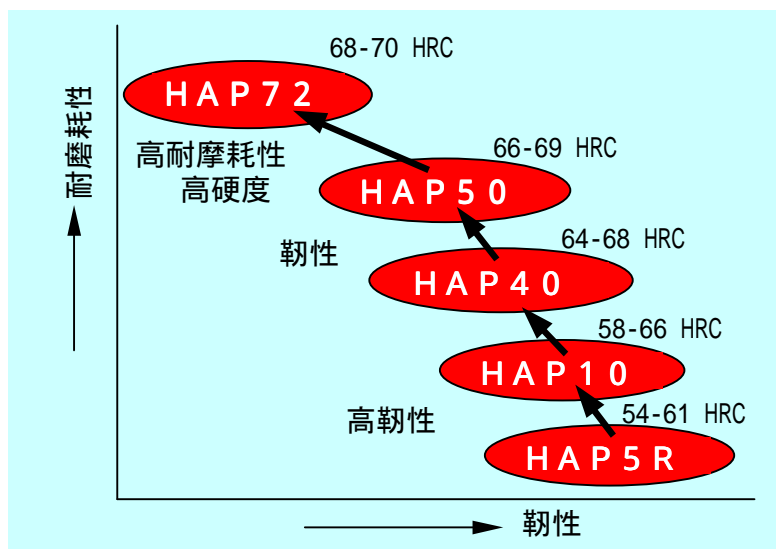 68-70 HRC
HAP72
耐磨耗性
高耐摩耗性
高硬度
66-69 HRC
HAP50
64-68 HRC
靭性
HAP40
58-66 HRC
HAP10
54-61 HRC
高靭性
HAP5R
靭性